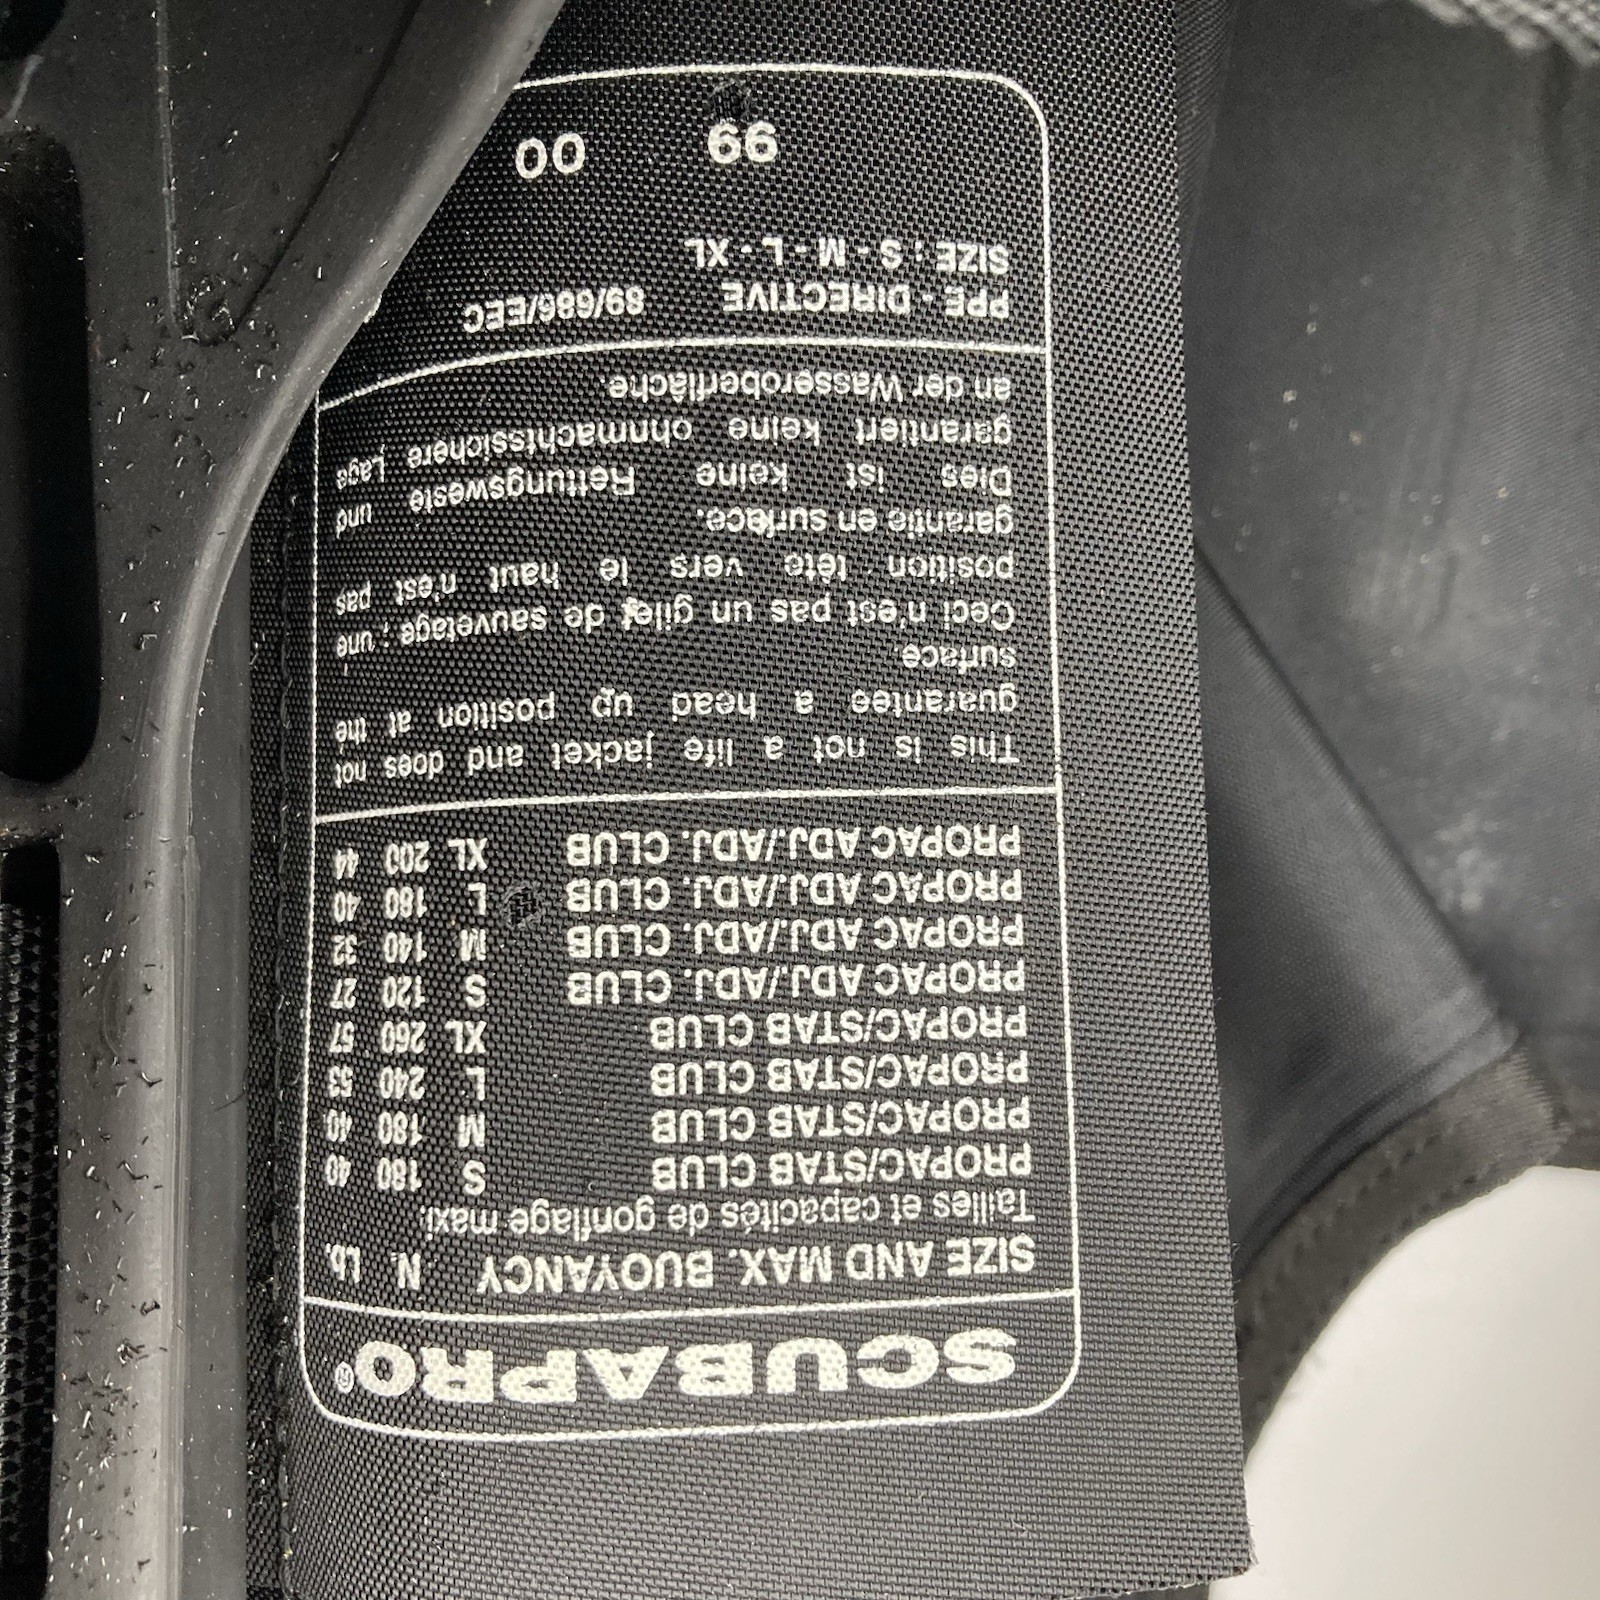 SCUBAPRO®
SIZE AND MAX. BUOYANCY N. Lb.
Tailles et capacités de gonflage maxi.
PROPAC/STAB CLUB S 180 40
PROPAC/STAB CLUB M 180 40
PROPAC/STAB CLUB L 240 53
PROPAC/STAB CLUB XL 260 57
PROPAC ADJ./ADJ. CLUB S 120 27
PROPAC ADJ./ADJ. CLUB M 140 32
PROPAC ADJ./ADJ. CLUB L 180 40
PROPAC ADJ./ADJ. CLUB XL 200 44
This is not a life jacket and does not
guarantee a head up position at the
surface.
Ceci n'est pas un gilet de sauvetage ; une
position tête vers le haut n'est pas
garantie en surface.
Dies ist keine Rettungsweste und
garantiert keine ohnmachtssichere Lage
an der Wasseroberfläche.
PPE - DIRECTIVE 89/686/EEC
SIZE : S - M - L - XL
99 00